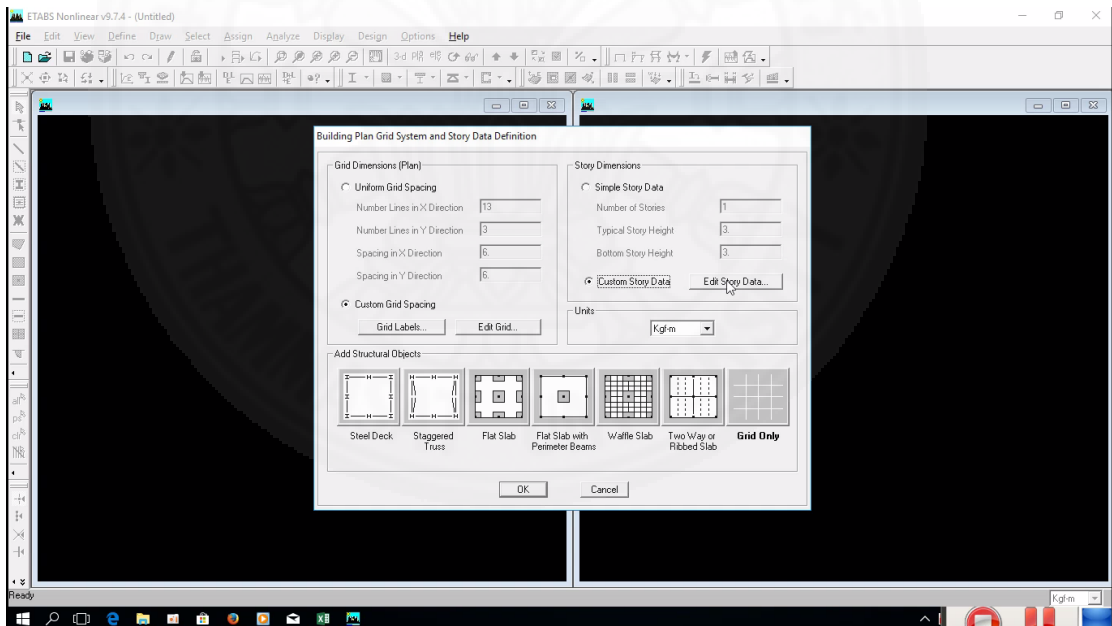 ETABS Nonlinear v9.7.4 - (Untitled)
File Edit View Define Draw Select Assign Analyze Display Design Options Help
3-d
Building Plan Grid System and Story Data Definition
Grid Dimensions (Plan)
Uniform Grid Spacing
Number Lines in X Direction 13
Number Lines in Y Direction 3
Spacing in X Direction 6.
Spacing in Y Direction 6.
Custom Grid Spacing
Grid Labels... Edit Grid...
Story Dimensions
Simple Story Data
Number of Stories 1
Typical Story Height 3.
Bottom Story Height 3.
Custom Story Data Edit Story Data...
Units
Kgf-m
Add Structural Objects
Steel Deck
Staggered
Truss
Flat Slab
Flat Slab with
Perimeter Beams
Waffle Slab
Two Way or
Ribbed Slab
Grid Only
OK Cancel
all
ps
clr
Ready
Kgf-m